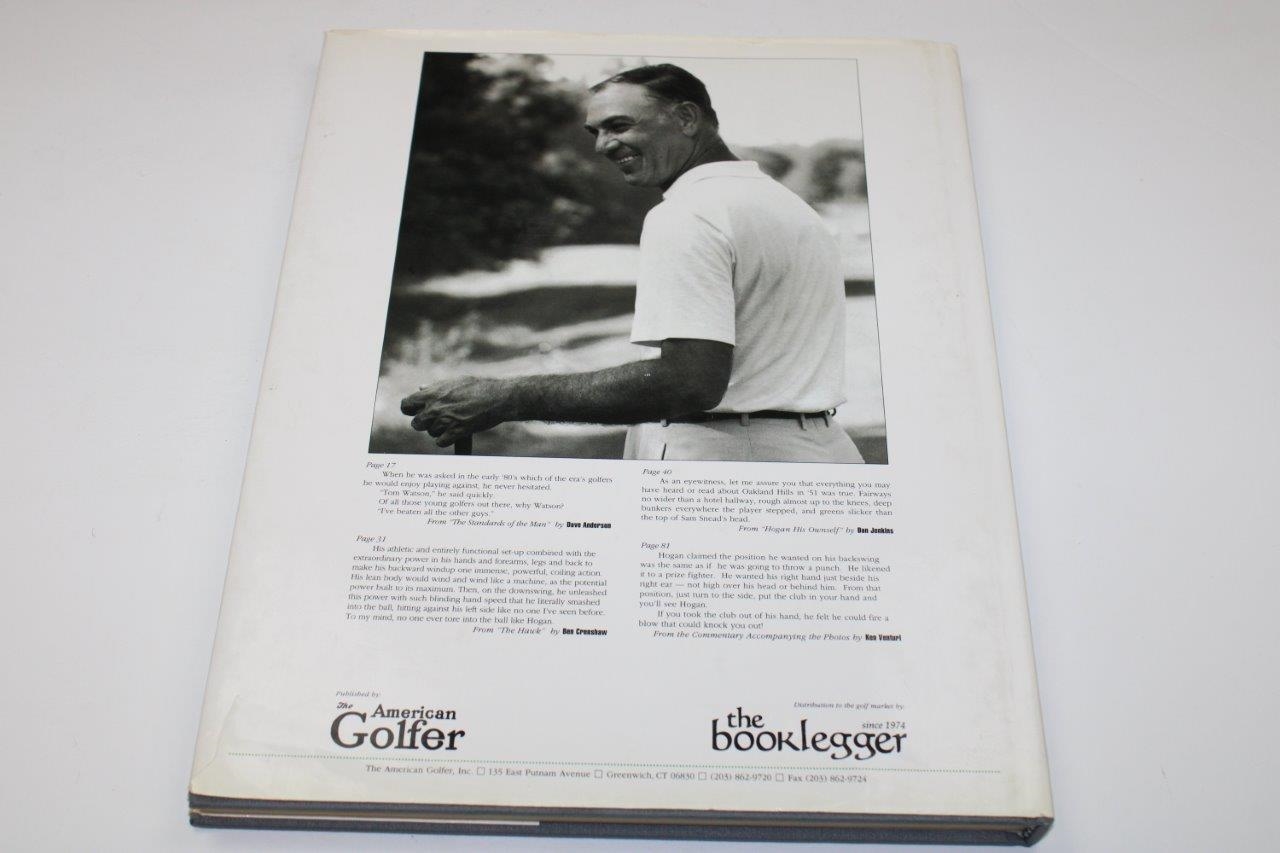 Page 17
When he was asked in the early '80's which of the era's golfers
he would enjoy playing against, he never hesitated.
"Tom Watson," he said quickly.
Of all those young golfers out there, why Watson?
"I've beaten all the other guys."
From "The Standards of the Man" by Dave Anderson
Page 31
His athletic and entirely functional set-up combined with the
extraordinary power in his hands and forearms, legs and back to
make his backward windup one immense, powerful, coiling action.
His lean body would wind and wind like a machine, as the potential
power built to its maximum. Then, on the downswing, he unleashed
this power with such blinding hand speed that he literally smashed
into the ball, hitting against his left side like no one I've seen before.
To my mind, no one ever tore into the ball like Hogan.
From "The Hawk" by Ben Crenshaw
Page 40
As an eyewitness, let me assure you that everything you may
have heard or read about Oakland Hills in '51 was true. Fairways
no wider than a hotel hallway, rough almost up to the knees, deep
bunkers everywhere the player stepped, and greens slicker than
the top of Sam Snead's head.
From "Hogan His Ownself" by Dan Jenkins
Page 81
Hogan claimed the position he wanted on his backswing
was the same as if he was going to throw a punch. He likened
it to a prize fighter. He wanted his right hand just beside his
right ear — not high over his head or behind him. From that
position, just turn to the side, put the club in your hand and
you'll see Hogan.
If you took the club out of his hand, he felt he could fire a
blow that could knock you out!
From the Commentary Accompanying the Photos by Ken Venturi
Published by:
The American
Golfer
Distribution to the golf market by:
the
since 1974
booklegger
The American Golfer, Inc. □ 135 East Putnam Avenue □ Greenwich, CT 06830 □ (203) 862-9720 □ Fax (203) 862-9724